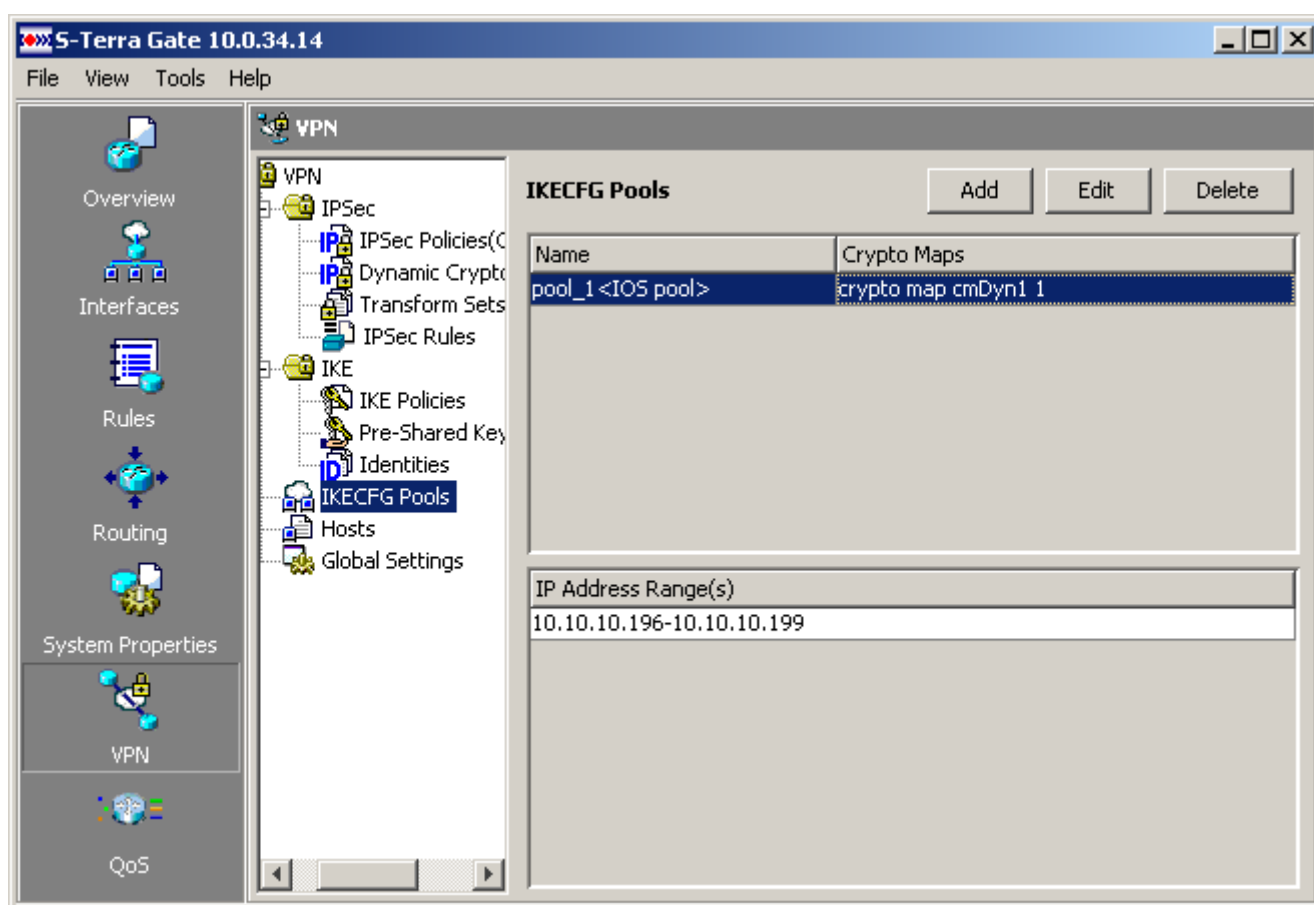 S-Terra Gate 10.0.34.14
File View Tools Help
Overview
Interfaces
Rules
Routing
System Properties
VPN
QoS
VPN
VPN
IPSec
IPSec Policies(C
Dynamic Crypto
Transform Sets
IPSec Rules
IKE
IKE Policies
Pre-Shared Key
Identities
IKECFG Pools
Hosts
Global Settings
IKECFG Pools
Add Edit Delete
Name Crypto Maps
pool_1<IOS pool> crypto map cmDyn1 1
IP Address Range(s)
10.10.10.196-10.10.10.199